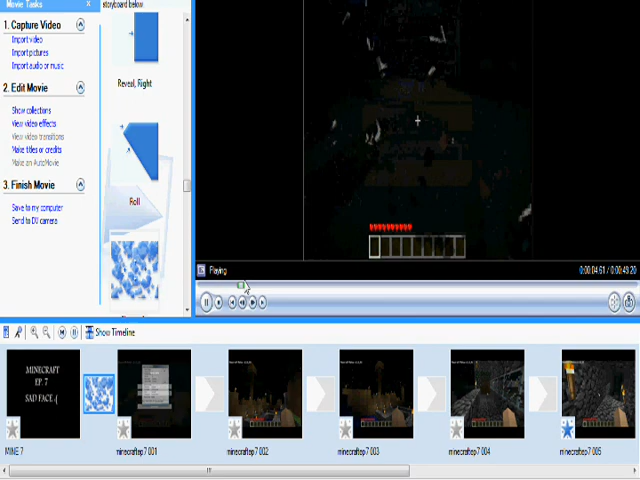 Movie Tasks
1. Capture Video
Import video
Import pictures
Import audio or music
2. Edit Movie
Show collections
View video effects
View video transitions
Make titles or credits
Make an AutoMovie
3. Finish Movie
Save to my computer
Send to DV camera
storyboard below.
Reveal, Right
Roll
Playing
0:00:04.61 / 0:00:49.20
Show Timeline
MINECRAFT
EP. 7
SAD FACE :(
MINE 7
minecraftep7 001
minecraftep7 002
minecraftep7 003
minecraftep7 004
minecraftep7 005